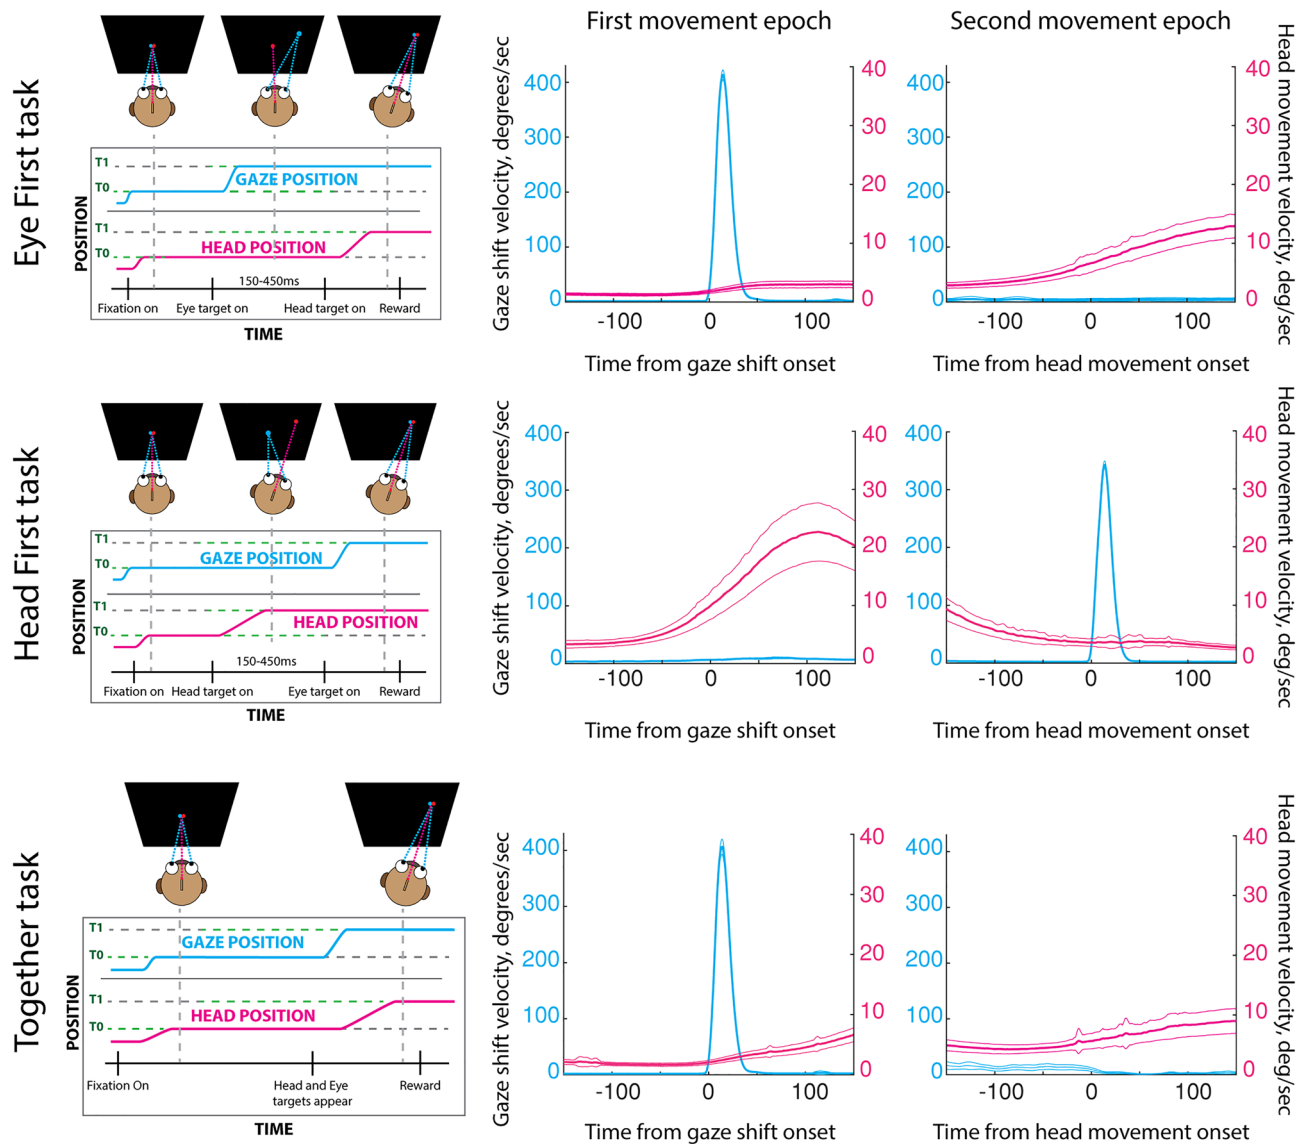 First movement epoch
Second movement epoch
Eye First task
T1
T0
GAZE POSITION
T1
T0
HEAD POSITION
POSITION
150-450ms
Fixation on
Eye target on
Head target on
Reward
TIME
Gaze shift velocity, degrees/sec
400
300
200
100
0
40
30
20
10
0
-100
0
100
Time from gaze shift onset
400
300
200
100
0
40
30
20
10
0
Head movement velocity, deg/sec
-100
0
100
Time from head movement onset
Head First task
T1
T0
GAZE POSITION
T1
T0
HEAD POSITION
POSITION
150-450ms
Fixation on
Head target on
Eye target on
Reward
TIME
Gaze shift velocity, degrees/sec
400
300
200
100
0
40
30
20
10
0
-100
0
100
Time from gaze shift onset
400
300
200
100
0
40
30
20
10
0
Head movement velocity, deg/sec
-100
0
100
Time from head movement onset
Together task
T1
T0
GAZE POSITION
T1
T0
HEAD POSITION
POSITION
Fixation On
Head and Eye
targets appear
Reward
TIME
Gaze shift velocity, degrees/sec
400
300
200
100
0
40
30
20
10
0
-100
0
100
Time from gaze shift onset
400
300
200
100
0
40
30
20
10
0
Head movement velocity, deg/sec
-100
0
100
Time from head movement onset